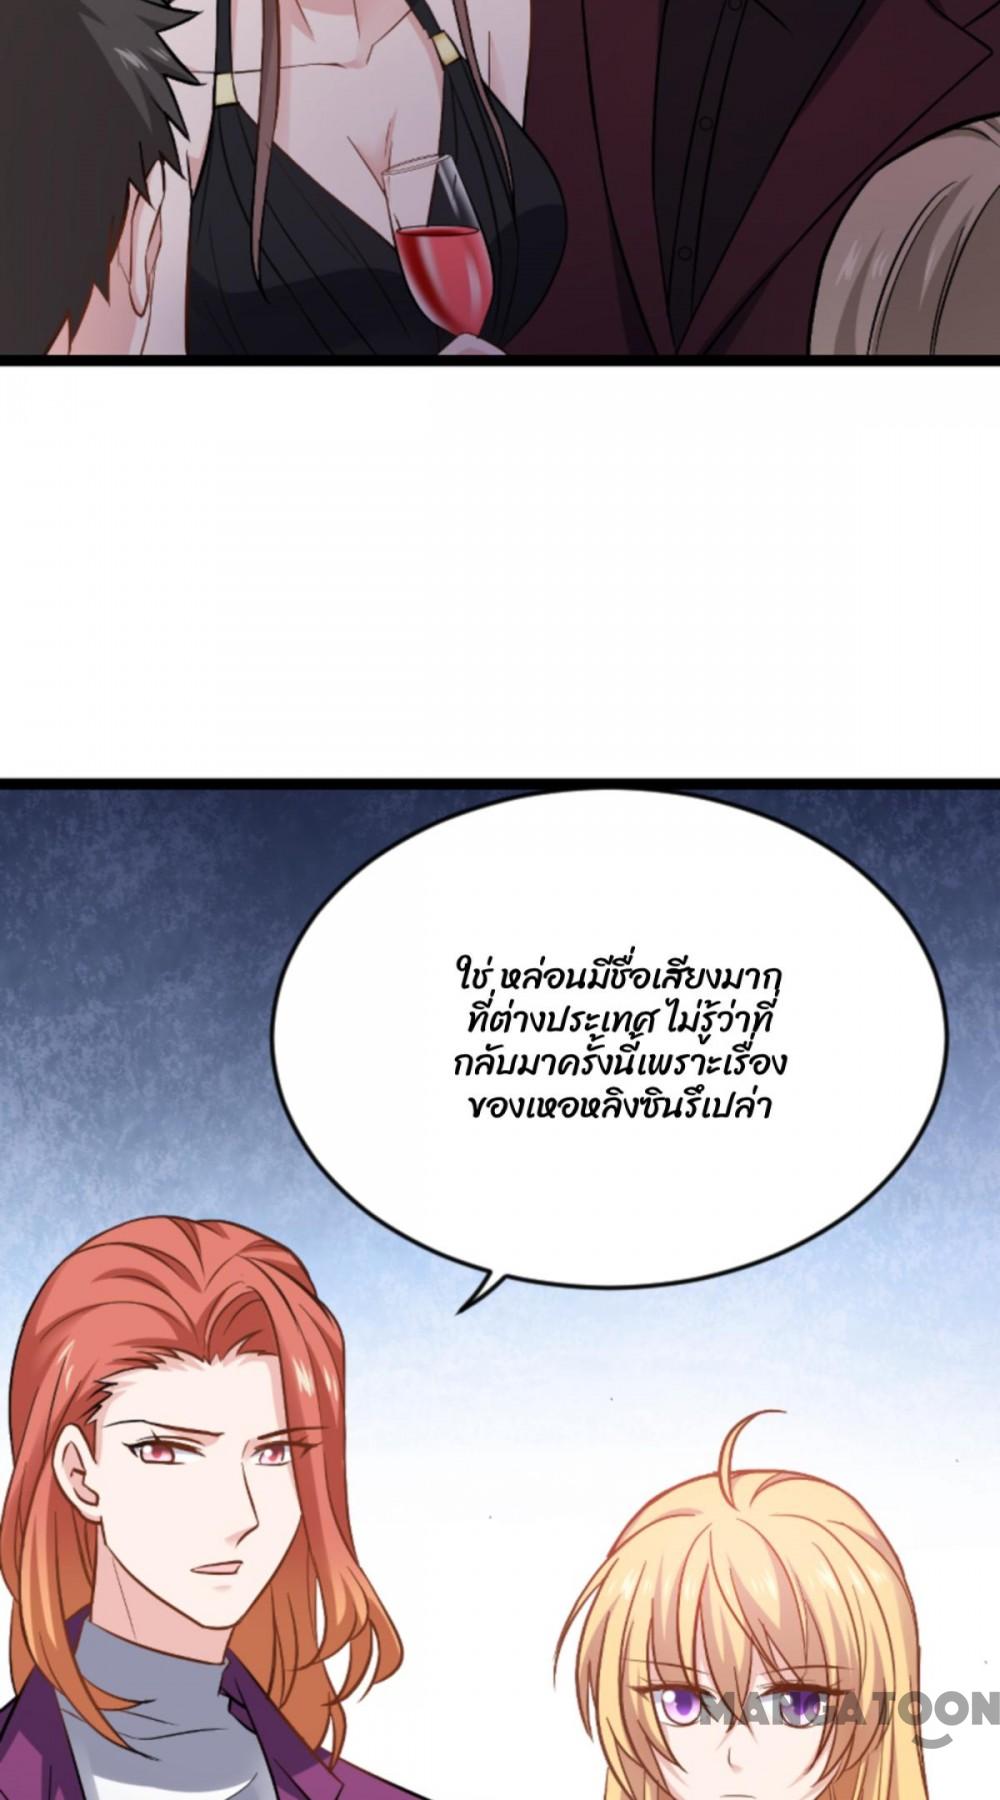 ใช่ หล่อนมีชื่อเสียงมาก
ที่ต่างประเทศ ไม่รู้ว่าที่
กลับมาครั้งนี้เพราะเรื่อง
ของเหอหลิงซินรึเปล่า
MANGATOON